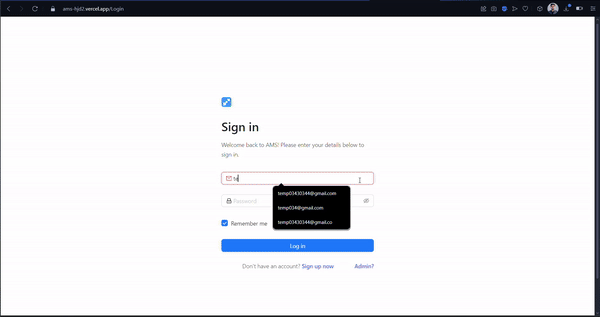 ams-hjd2.vercel.app/Login
Sign in
Welcome back to AMS! Please enter your details below to
sign in.
te
temp03430344@gmail.com
Password
temp034@gmail.com
temp03430344@gmail.co
Remember me
Log in
Don't have an account? Sign up now
Admin?